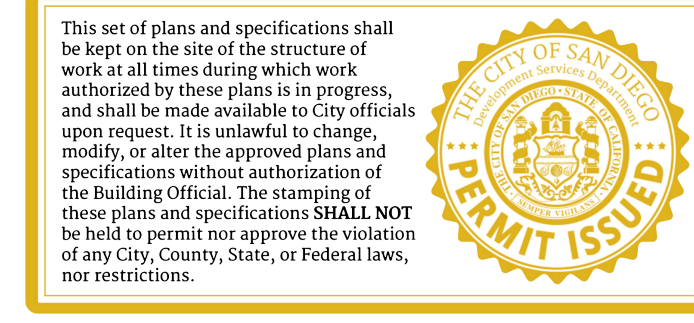 This set of plans and specifications shall
be kept on the site of the structure of
work at all times during which work
authorized by these plans is in progress,
and shall be made available to City officials
upon request. It is unlawful to change,
modify, or alter the approved plans and
specifications without authorization of
the Building Official. The stamping of
these plans and specifications SHALL NOT
be held to permit nor approve the violation
of any City, County, State, or Federal laws,
nor restrictions.
THE CITY OF SAN DIEGO
Development Services Department
THE CITY OF SAN DIEGO • STATE OF CALIFORNIA
SEMPER VIGILANS
PERMIT ISSUED